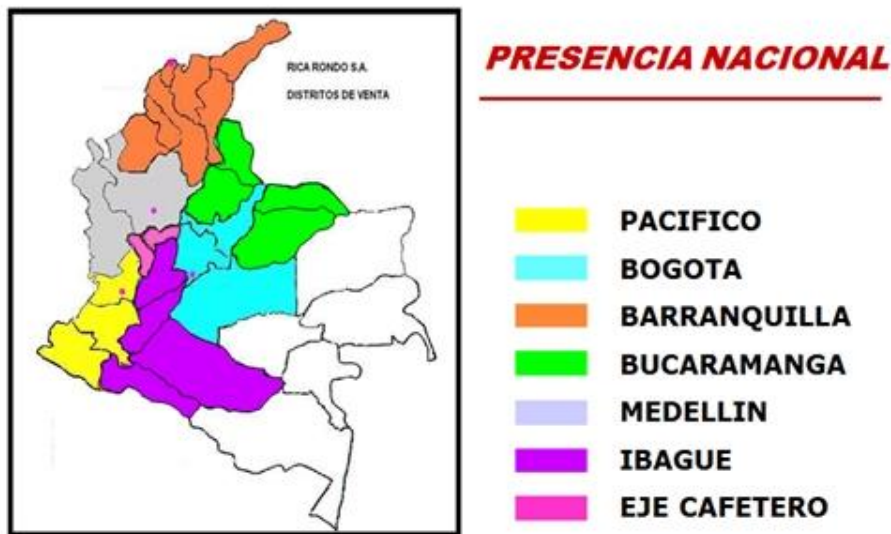 RICA RONDO S.A.
DISTRITOS DE VENTA
PRESENCIA NACIONAL
PACIFICO
BOGOTA
BARRANQUILLA
BUCARAMANGA
MEDELLIN
IBAGUE
EJE CAFETERO